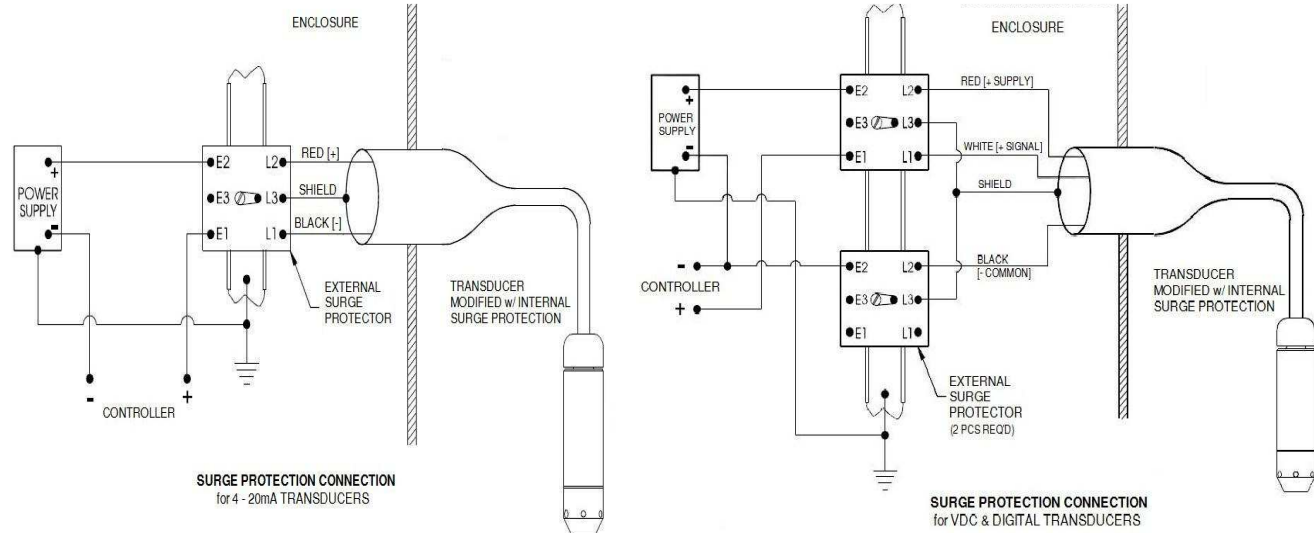 ENCLOSURE
POWER
SUPPLY
+
-
E2
L2
E3
L3
E1
L1
RED [+]
SHIELD
BLACK [-]
EXTERNAL
SURGE
PROTECTOR
TRANSDUCER
MODIFIED w/ INTERNAL
SURGE PROTECTION
-
+
CONTROLLER
SURGE PROTECTION CONNECTION
for 4 - 20mA TRANSDUCERS
ENCLOSURE
POWER
SUPPLY
+
-
E2
L2
E3
L3
E1
L1
RED [+ SUPPLY]
WHITE [+ SIGNAL]
SHIELD
BLACK
[- COMMON]
-
CONTROLLER
+
E2
L2
E3
L3
E1
L1
TRANSDUCER
MODIFIED w/ INTERNAL
SURGE PROTECTION
EXTERNAL
SURGE
PROTECTOR
(2 PCS REQ'D)
SURGE PROTECTION CONNECTION
for VDC & DIGITAL TRANSDUCERS